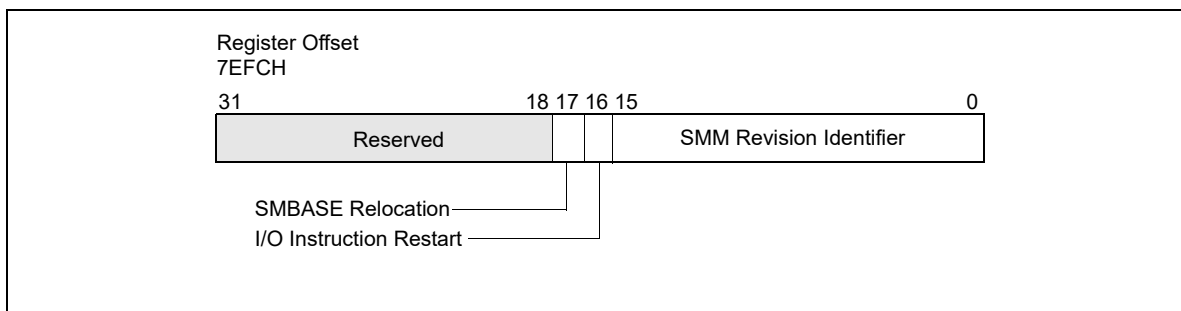 Register Offset
7EFCH
31 18 17 16 15 0
Reserved SMM Revision Identifier
SMBASE Relocation
I/O Instruction Restart